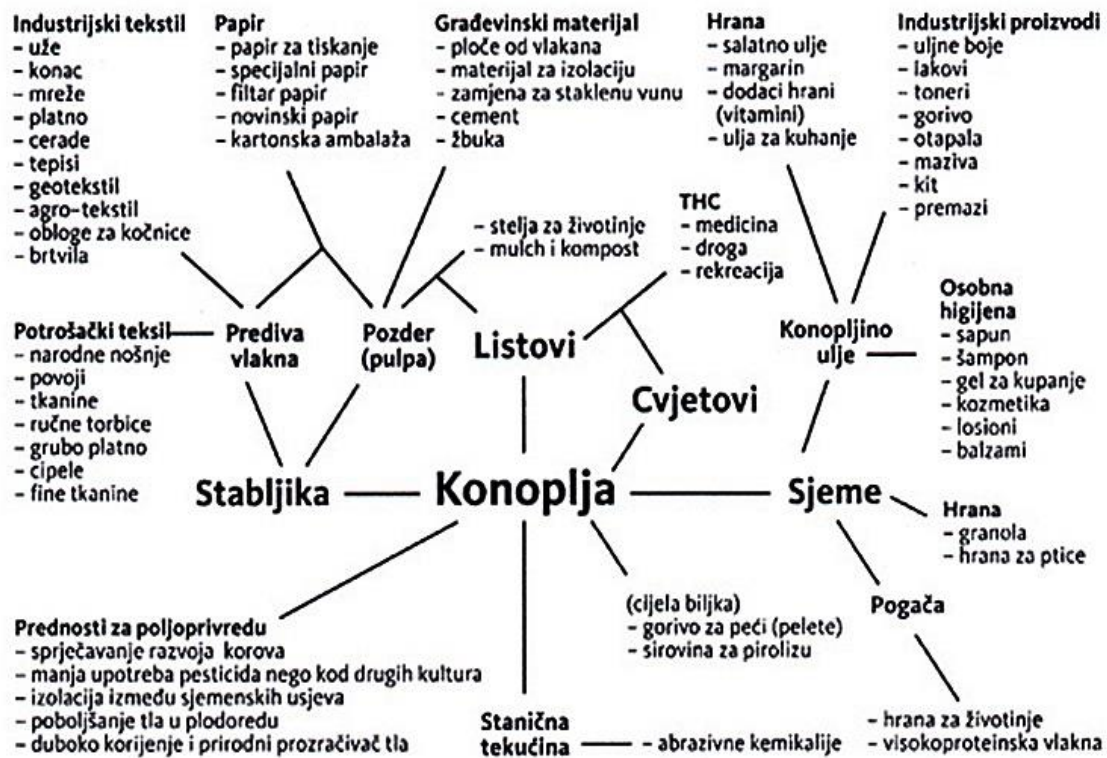 Industrijski tekstil
- uže
- konac
- mreže
- platno
- cerade
- tepisi
- geotekstil
- agro-tekstil
- obloge za kočnice
- brtvila
Papir
- papir za tiskanje
- specijalni papir
- filtar papir
- novinski papir
- kartonska ambalaža
Građevinski materijal
- ploče od vlakana
- materijal za izolaciju
- zamjena za staklenu vunu
- cement
- žbuka
Hrana
- salatno ulje
- margarin
- dodaci hrani
(vitamini)
- ulja za kuhanje
Industrijski proizvodi
- uljne boje
- lakovi
- toneri
- gorivo
- otapala
- maziva
- kit
- premazi
- stelja za životinje
- mulch i kompost
THC
- medicina
- droga
- rekreacija
Potrošački teksil
- narodne nošnje
- povoji
- tkanine
- ručne torbice
- grubo platno
- cipele
- fine tkanine
Prediva
vlakna
Pozder
(pulpa)
Listovi
Cvjetovi
Konopljino
ulje
Osobna
higijena
- sapun
- šampon
- gel za kupanje
- kozmetika
- losioni
- balzami
Stabljika
Konoplja
Sjeme
Hrana
- granola
- hrana za ptice
Prednosti za poljoprivredu
- sprječavanje razvoja korova
- manja upotreba pesticida nego kod drugih kultura
- izolacija između sjemenskih usjeva
- poboljšanje tla u plodoredu
- duboko korijenje i prirodni prozračivač tla
Stanična
tekućina
- abrazivne kemikalije
(cijela biljka)
- gorivo za peći (pelete)
- sirovina za pirolizu
Pogača
- hrana za životinje
- visokoproteinska vlakna